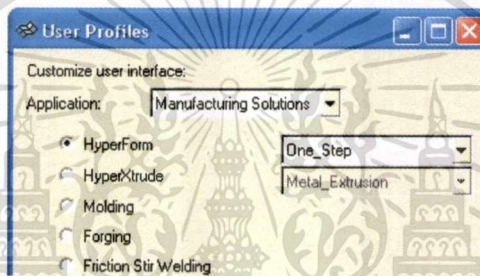 User Profiles
Customize user interface:
Application: Manufacturing Solutions
HyperForm One_Step
HyperXtrude Metal_Extrusion
Molding
Forging
Friction Stir Welding